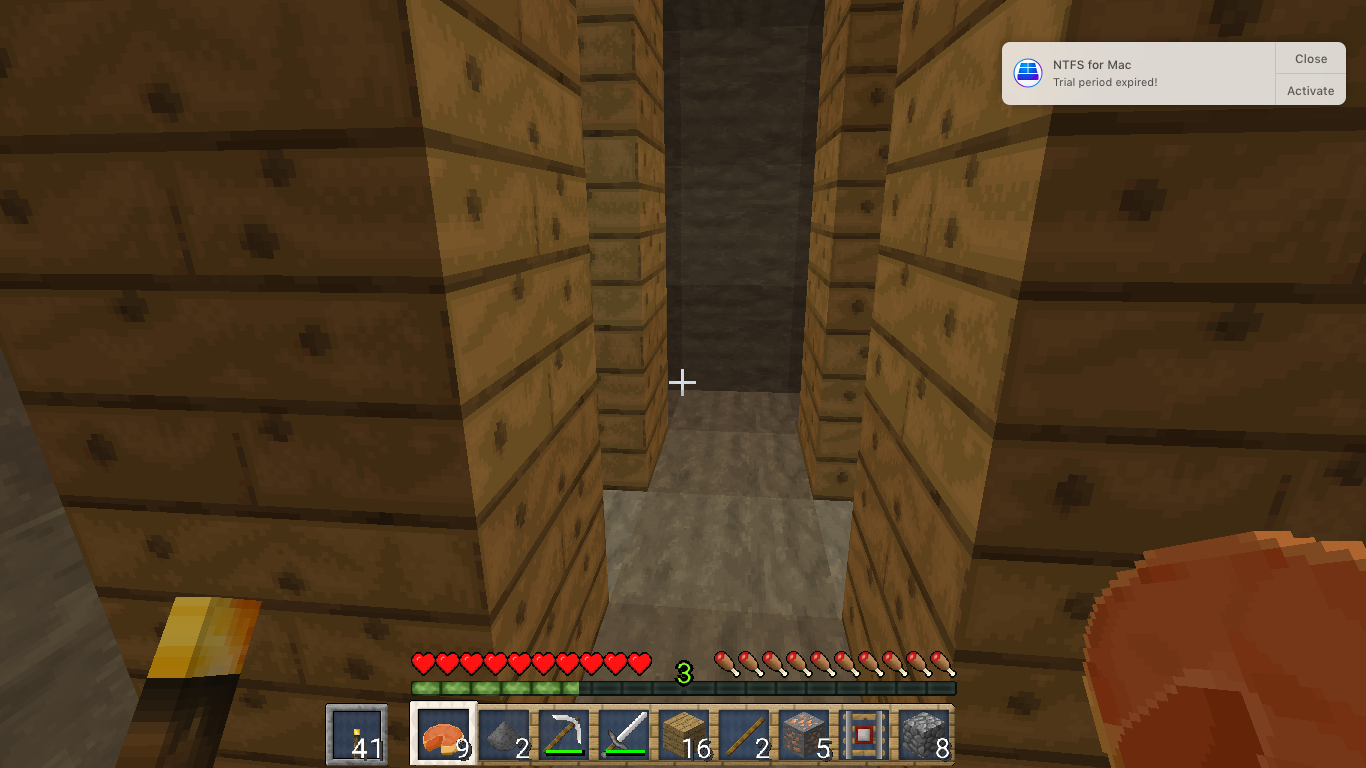 NTFS for Mac
Trial period expired!
Close
Activate
3
41
9
2
16
2
5
8